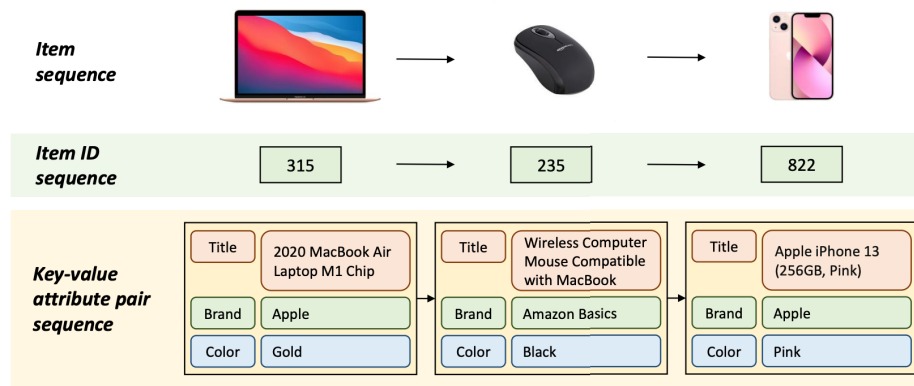 Item
sequence
Item ID
sequence
315
235
822
Key-value
attribute pair
sequence
Title
2020 MacBook Air
Laptop M1 Chip
Brand
Apple
Color
Gold
Title
Wireless Computer
Mouse Compatible
with MacBook
Brand
Amazon Basics
Color
Black
Title
Apple iPhone 13
(256GB, Pink)
Brand
Apple
Color
Pink